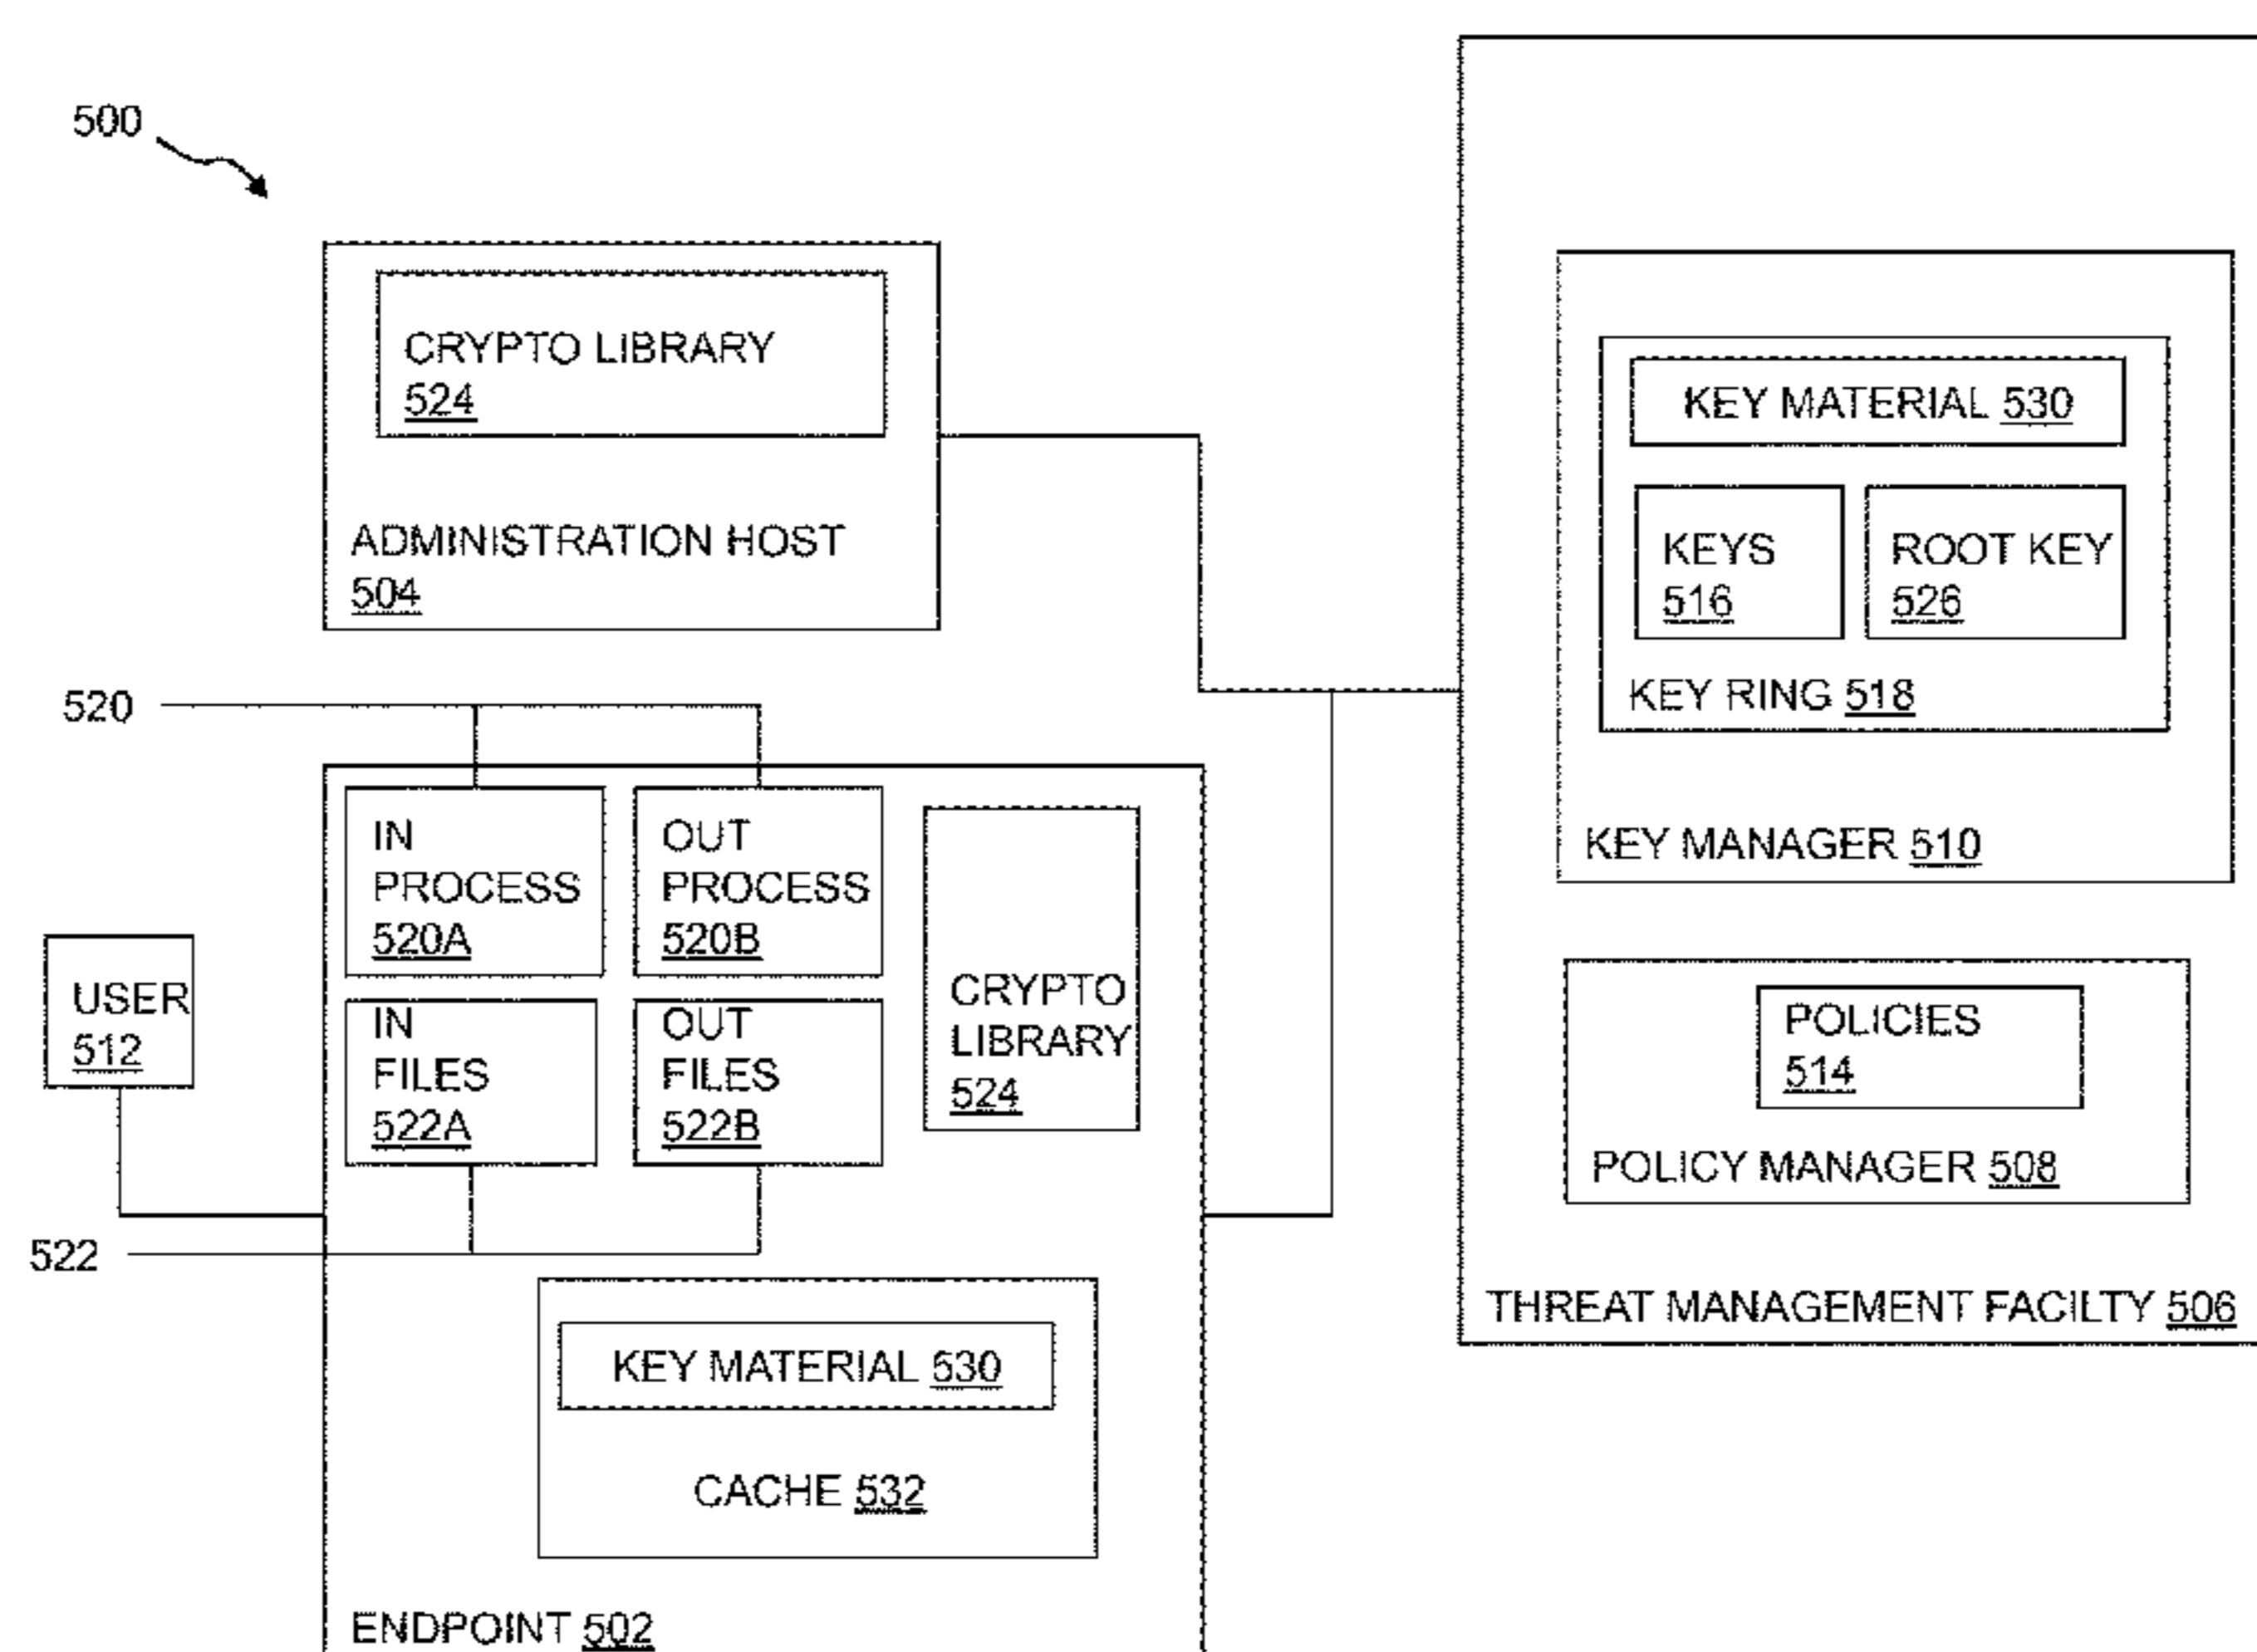 500
CRYPTO LIBRARY
524
ADMINISTRATION HOST
504
520
IN
PROCESS
520A
OUT
PROCESS
520B
IN
FILES
522A
OUT
FILES
522B
CRYPTO
LIBRARY
524
USER
512
522
KEY MATERIAL 530
CACHE 532
ENDPOINT 502
KEY MATERIAL 530
KEYS
516
ROOT KEY
526
KEY RING 518
KEY MANAGER 510
POLICIES
514
POLICY MANAGER 508
THREAT MANAGEMENT FACILTY 506